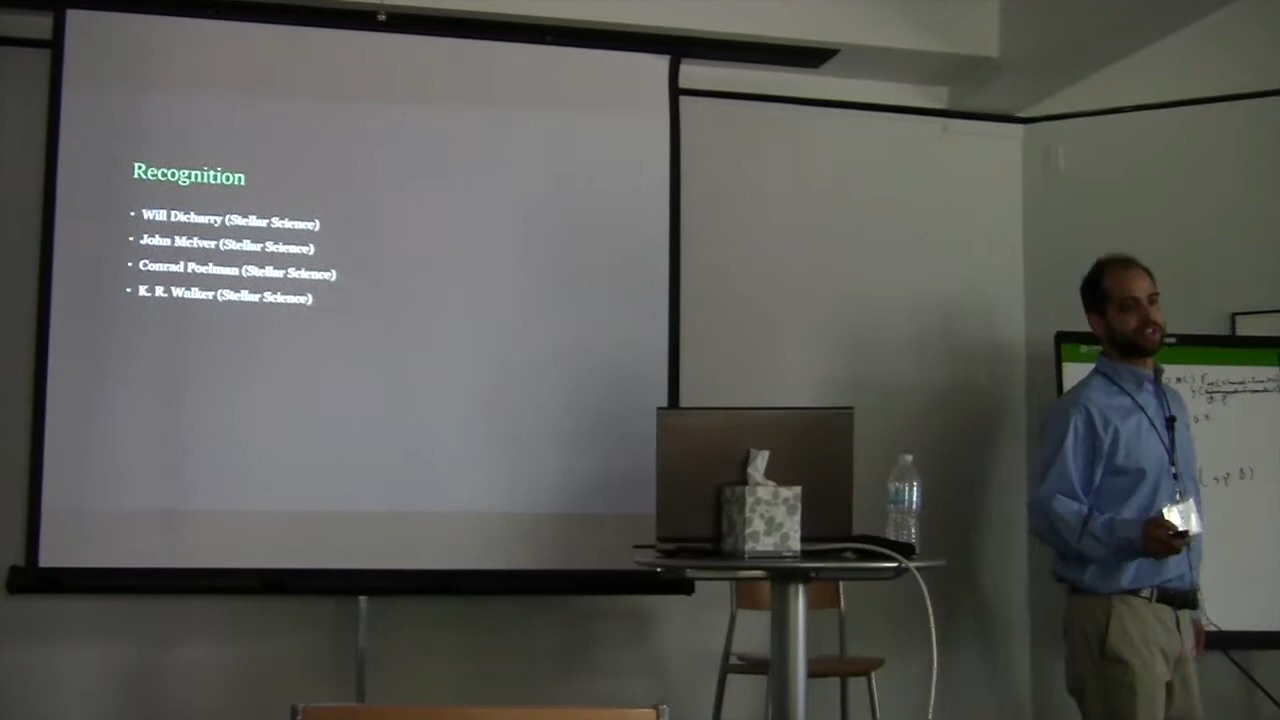 Recognition
• Will Dicharry (Stellar Science)
• John McIver (Stellar Science)
• Conrad Poelman (Stellar Science)
• K. R. Walker (Stellar Science)